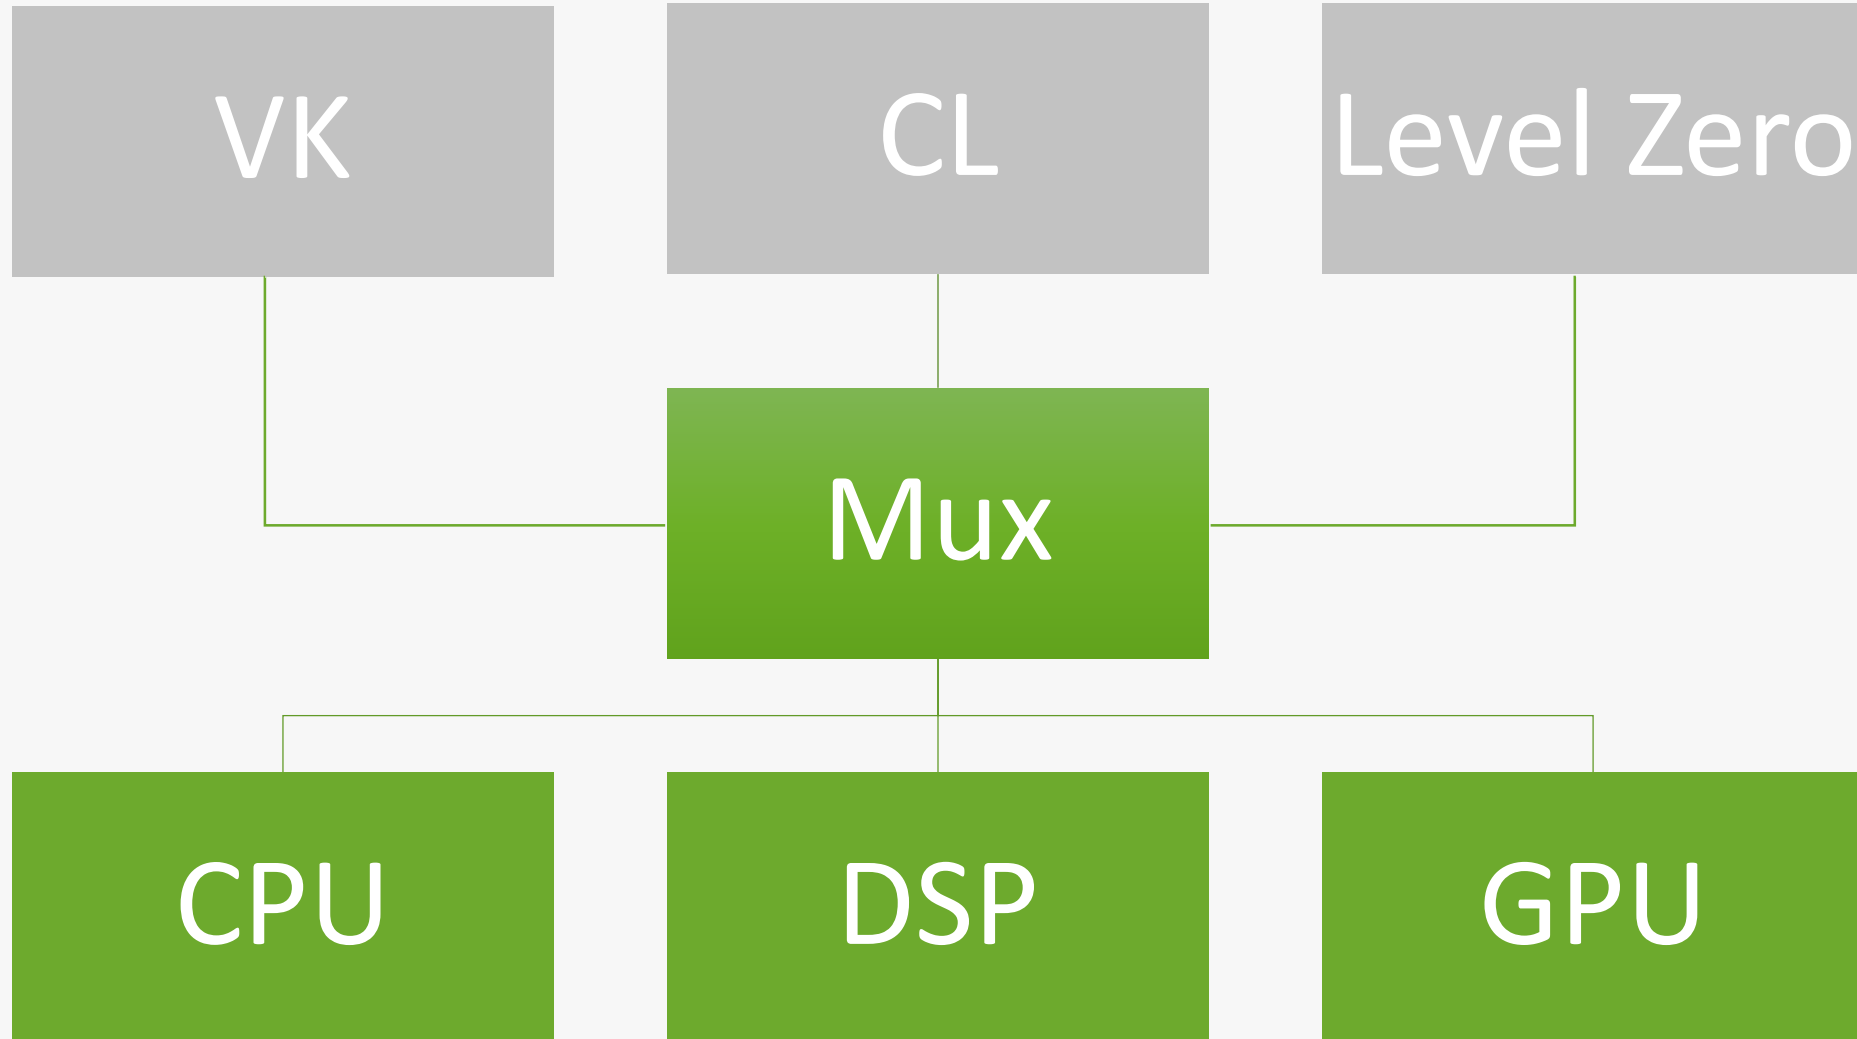 VK
CL
Level Zero
Mux
CPU
DSP
GPU